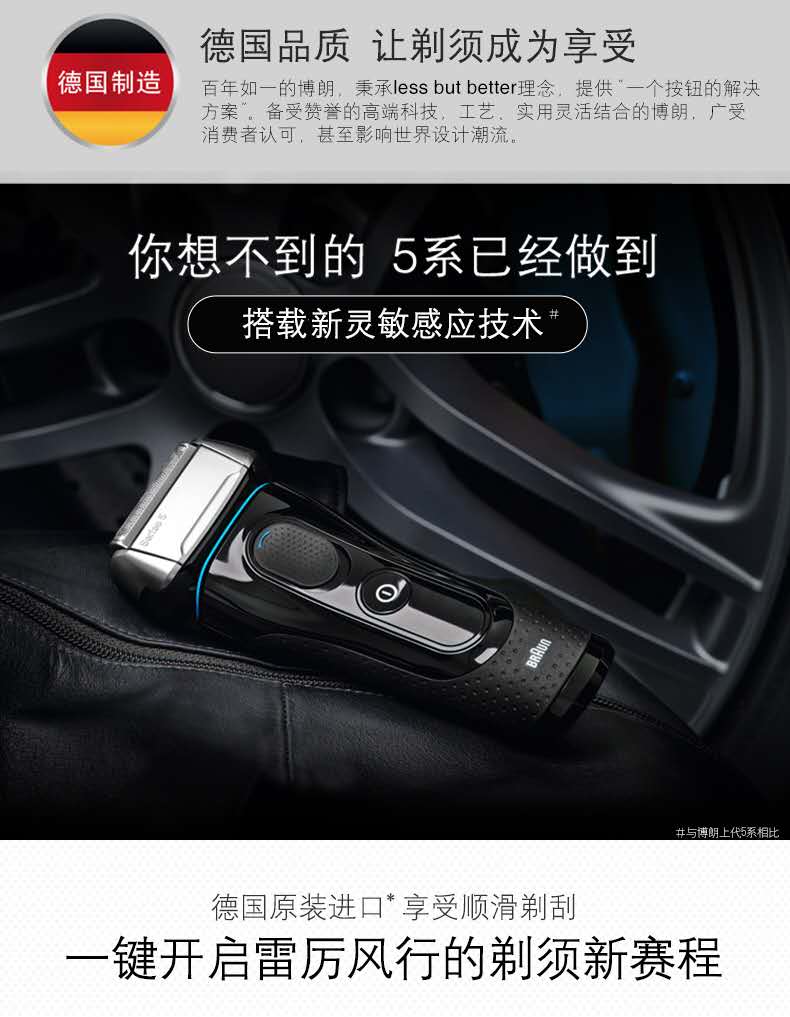 德国制造
德国品质 让剃须成为享受
百年如一的博朗，秉承less but better理念，提供“一个按钮的解决
方案”。备受赞誉的高端科技，工艺、实用灵活结合的博朗，广受
消费者认可，甚至影响世界设计潮流。
你想不到的 5系已经做到
搭载新灵敏感应技术#
Series 5
BRAUN
#与博朗上代5系相比
德国原装进口*享受顺滑剃刮
一键开启雷厉风行的剃须新赛程